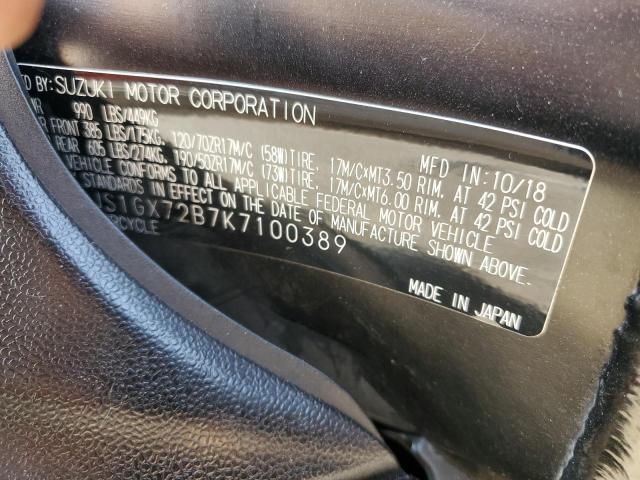 D BY:SUZUKI MOTOR CORPORATION MFD IN:10/18
990 LBS/449KG
FRONT 385 LBS/175KG, 120/70ZR17M/C (58W)TIRE, 17M/C×MT3.50 RIM, AT 42 PSI COLD
REAR 605 LBS/274KG, 190/50ZR17M/C (73W)TIRE, 17M/C×MT6.00 RIM, AT 42 PSI COLD
VEHICLE CONFORMS TO ALL APPLICABLE FEDERAL MOTOR VEHICLE
IN EFFECT ON THE DATE OF MANUFACTURE SHOWN ABOVE.
JS1GX72B7K7100389
RCYCLE
MADE IN JAPAN